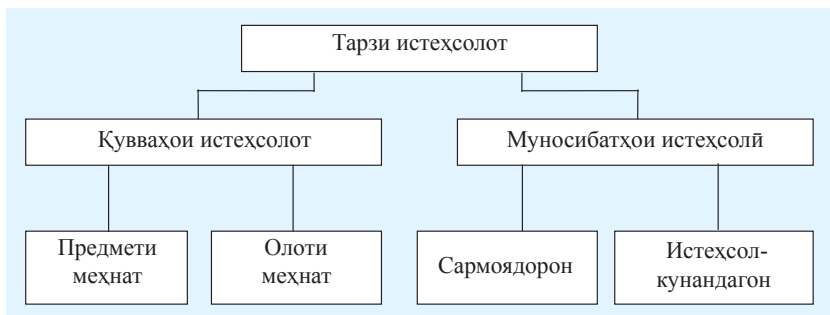 Тарзи истеҳсолот
Қувваҳои истеҳсолот
Муносибатҳои истеҳсолӣ
Предмети
меҳнат
Олоти
меҳнат
Сармоядорон
Истеҳсол-
кунандагон